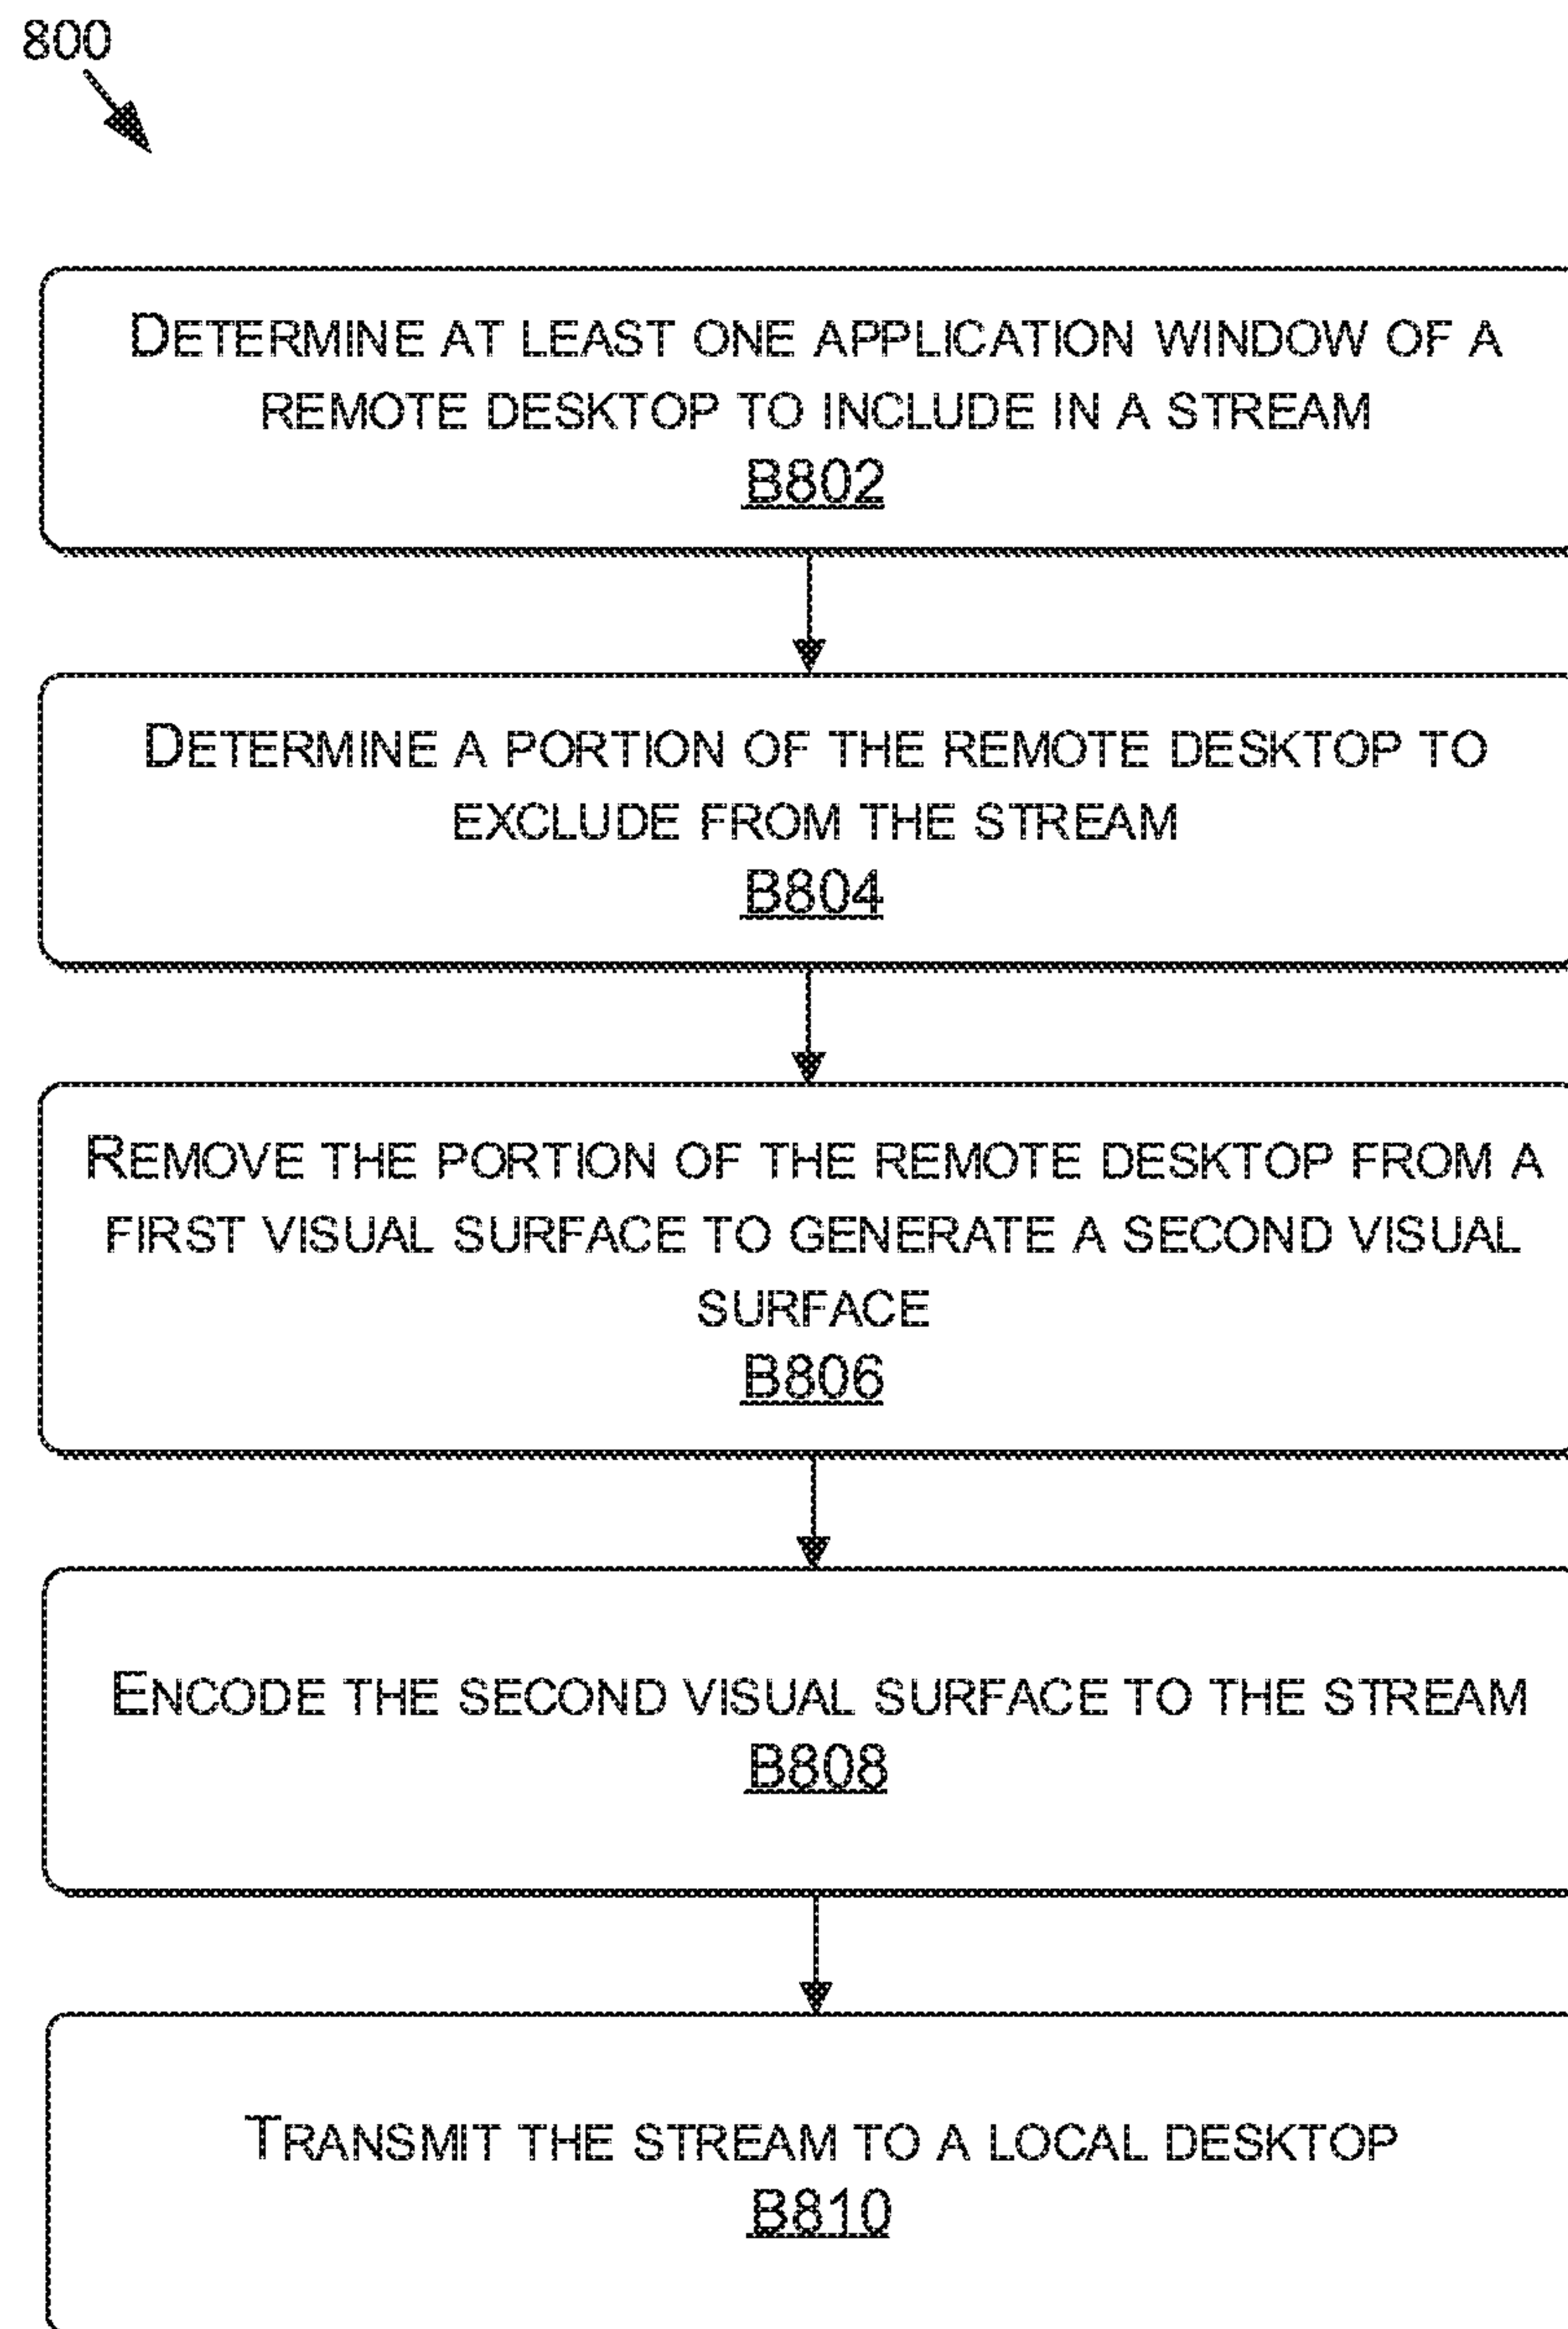 800
DETERMINE AT LEAST ONE APPLICATION WINDOW OF A
REMOTE DESKTOP TO INCLUDE IN A STREAM
B802
DETERMINE A PORTION OF THE REMOTE DESKTOP TO
EXCLUDE FROM THE STREAM
B804
REMOVE THE PORTION OF THE REMOTE DESKTOP FROM A
FIRST VISUAL SURFACE TO GENERATE A SECOND VISUAL
SURFACE
B806
ENCODE THE SECOND VISUAL SURFACE TO THE STREAM
B808
TRANSMIT THE STREAM TO A LOCAL DESKTOP
B810